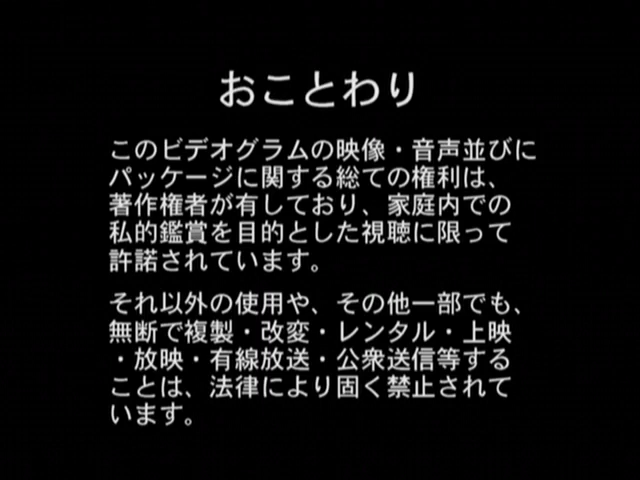 おことわり
このビデオグラムの映像・音声並びに
パッケージに関する総ての権利は、
著作権者が有しており、家庭内での
私的鑑賞を目的とした視聴に限って
許諾されています。
それ以外の使用や、その他一部でも、
無断で複製・改変・レンタル・上映
・放映・有線放送・公衆送信等する
ことは、法律により固く禁止されて
います。